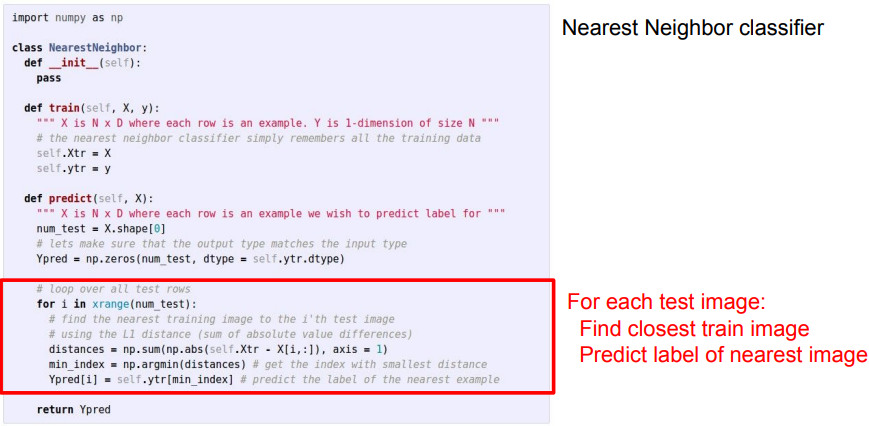 import numpy as np
Nearest Neighbor classifier
class NearestNeighbor:
def __init__(self):
pass
def train(self, X, y):
""" X is N x D where each row is an example. Y is 1-dimension of size N """
# the nearest neighbor classifier simply remembers all the training data
self.Xtr = X
self.ytr = y
def predict(self, X):
""" X is N x D where each row is an example we wish to predict label for """
num_test = X.shape[0]
# lets make sure that the output type matches the input type
Ypred = np.zeros(num_test, dtype = self.ytr.dtype)
# loop over all test rows
for i in xrange(num_test):
# find the nearest training image to the i'th test image
# using the L1 distance (sum of absolute value differences)
distances = np.sum(np.abs(self.Xtr - X[i,:]), axis = 1)
min_index = np.argmin(distances) # get the index with smallest distance
Ypred[i] = self.ytr[min_index] # predict the label of the nearest example
return Ypred
For each test image:
Find closest train image
Predict label of nearest image